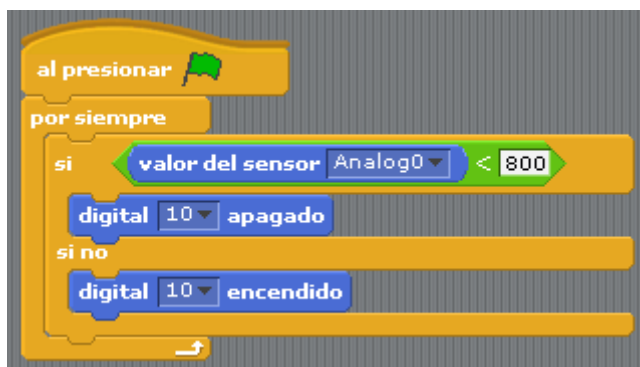 al presionar
por siempre
si valor del sensor Analog0 < 800
digital 10 apagado
si no
digital 10 encendido